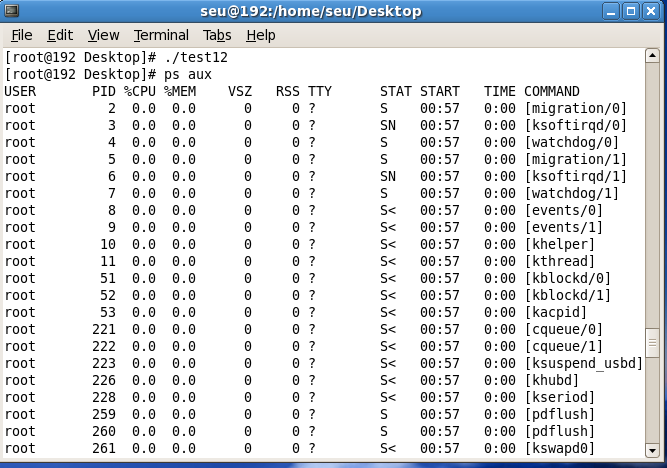 seu@192:/home/seu/Desktop
File Edit View Terminal Tabs Help
[root@192 Desktop]# ./test12
[root@192 Desktop]# ps aux
USER PID %CPU %MEM VSZ RSS TTY STAT START TIME COMMAND
root 2 0.0 0.0 0 0 ? S 00:57 0:00 [migration/0]
root 3 0.0 0.0 0 0 ? SN 00:57 0:00 [ksoftirqd/0]
root 4 0.0 0.0 0 0 ? S 00:57 0:00 [watchdog/0]
root 5 0.0 0.0 0 0 ? S 00:57 0:00 [migration/1]
root 6 0.0 0.0 0 0 ? SN 00:57 0:00 [ksoftirqd/1]
root 7 0.0 0.0 0 0 ? S 00:57 0:00 [watchdog/1]
root 8 0.0 0.0 0 0 ? S< 00:57 0:00 [events/0]
root 9 0.0 0.0 0 0 ? S< 00:57 0:00 [events/1]
root 10 0.0 0.0 0 0 ? S< 00:57 0:00 [khelper]
root 11 0.0 0.0 0 0 ? S< 00:57 0:00 [kthread]
root 51 0.0 0.0 0 0 ? S< 00:57 0:00 [kblockd/0]
root 52 0.0 0.0 0 0 ? S< 00:57 0:00 [kblockd/1]
root 53 0.0 0.0 0 0 ? S< 00:57 0:00 [kacpid]
root 221 0.0 0.0 0 0 ? S< 00:57 0:00 [cqueue/0]
root 222 0.0 0.0 0 0 ? S< 00:57 0:00 [cqueue/1]
root 223 0.0 0.0 0 0 ? S< 00:57 0:00 [ksuspend_usbd]
root 226 0.0 0.0 0 0 ? S< 00:57 0:00 [khubd]
root 228 0.0 0.0 0 0 ? S< 00:57 0:00 [kseriod]
root 259 0.0 0.0 0 0 ? S 00:57 0:00 [pdflush]
root 260 0.0 0.0 0 0 ? S 00:57 0:00 [pdflush]
root 261 0.0 0.0 0 0 ? S< 00:57 0:00 [kswapd0]